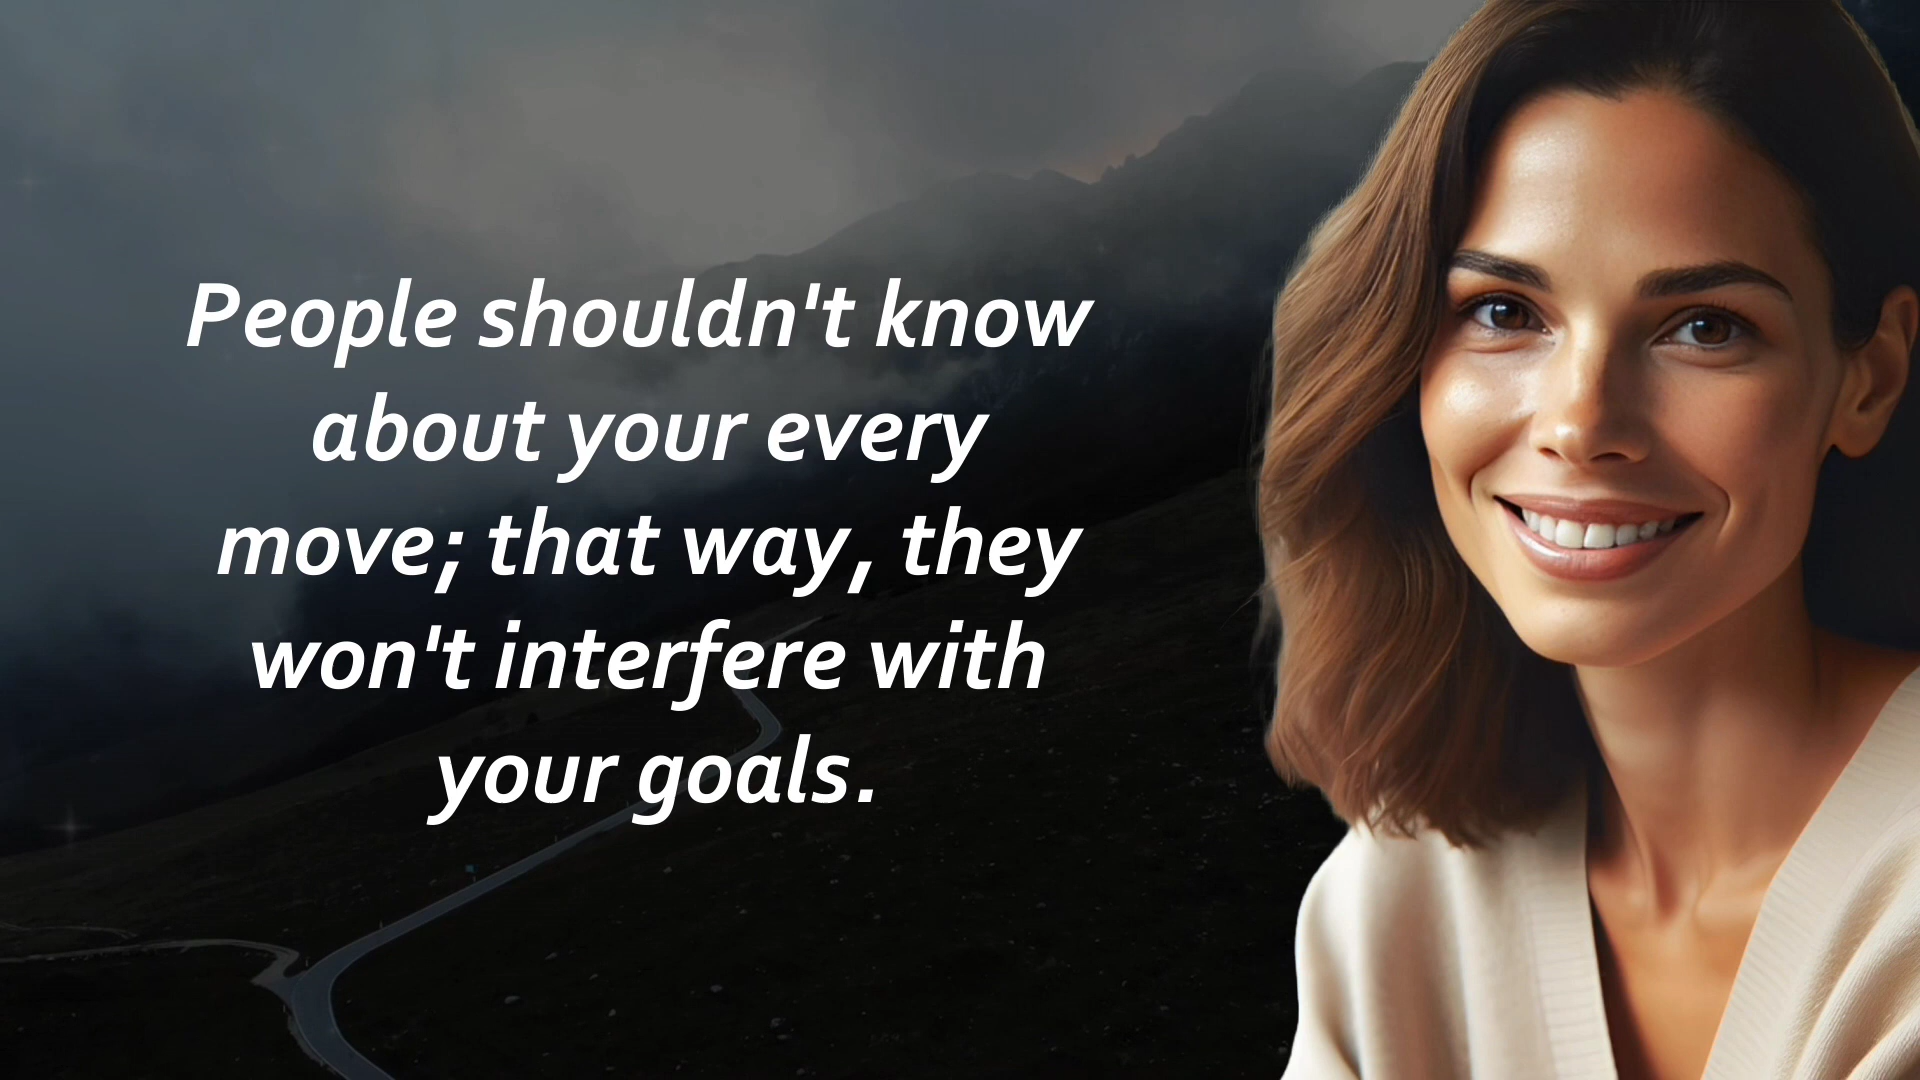 People shouldn't know
about your every
move; that way, they
won't interfere with
your goals.